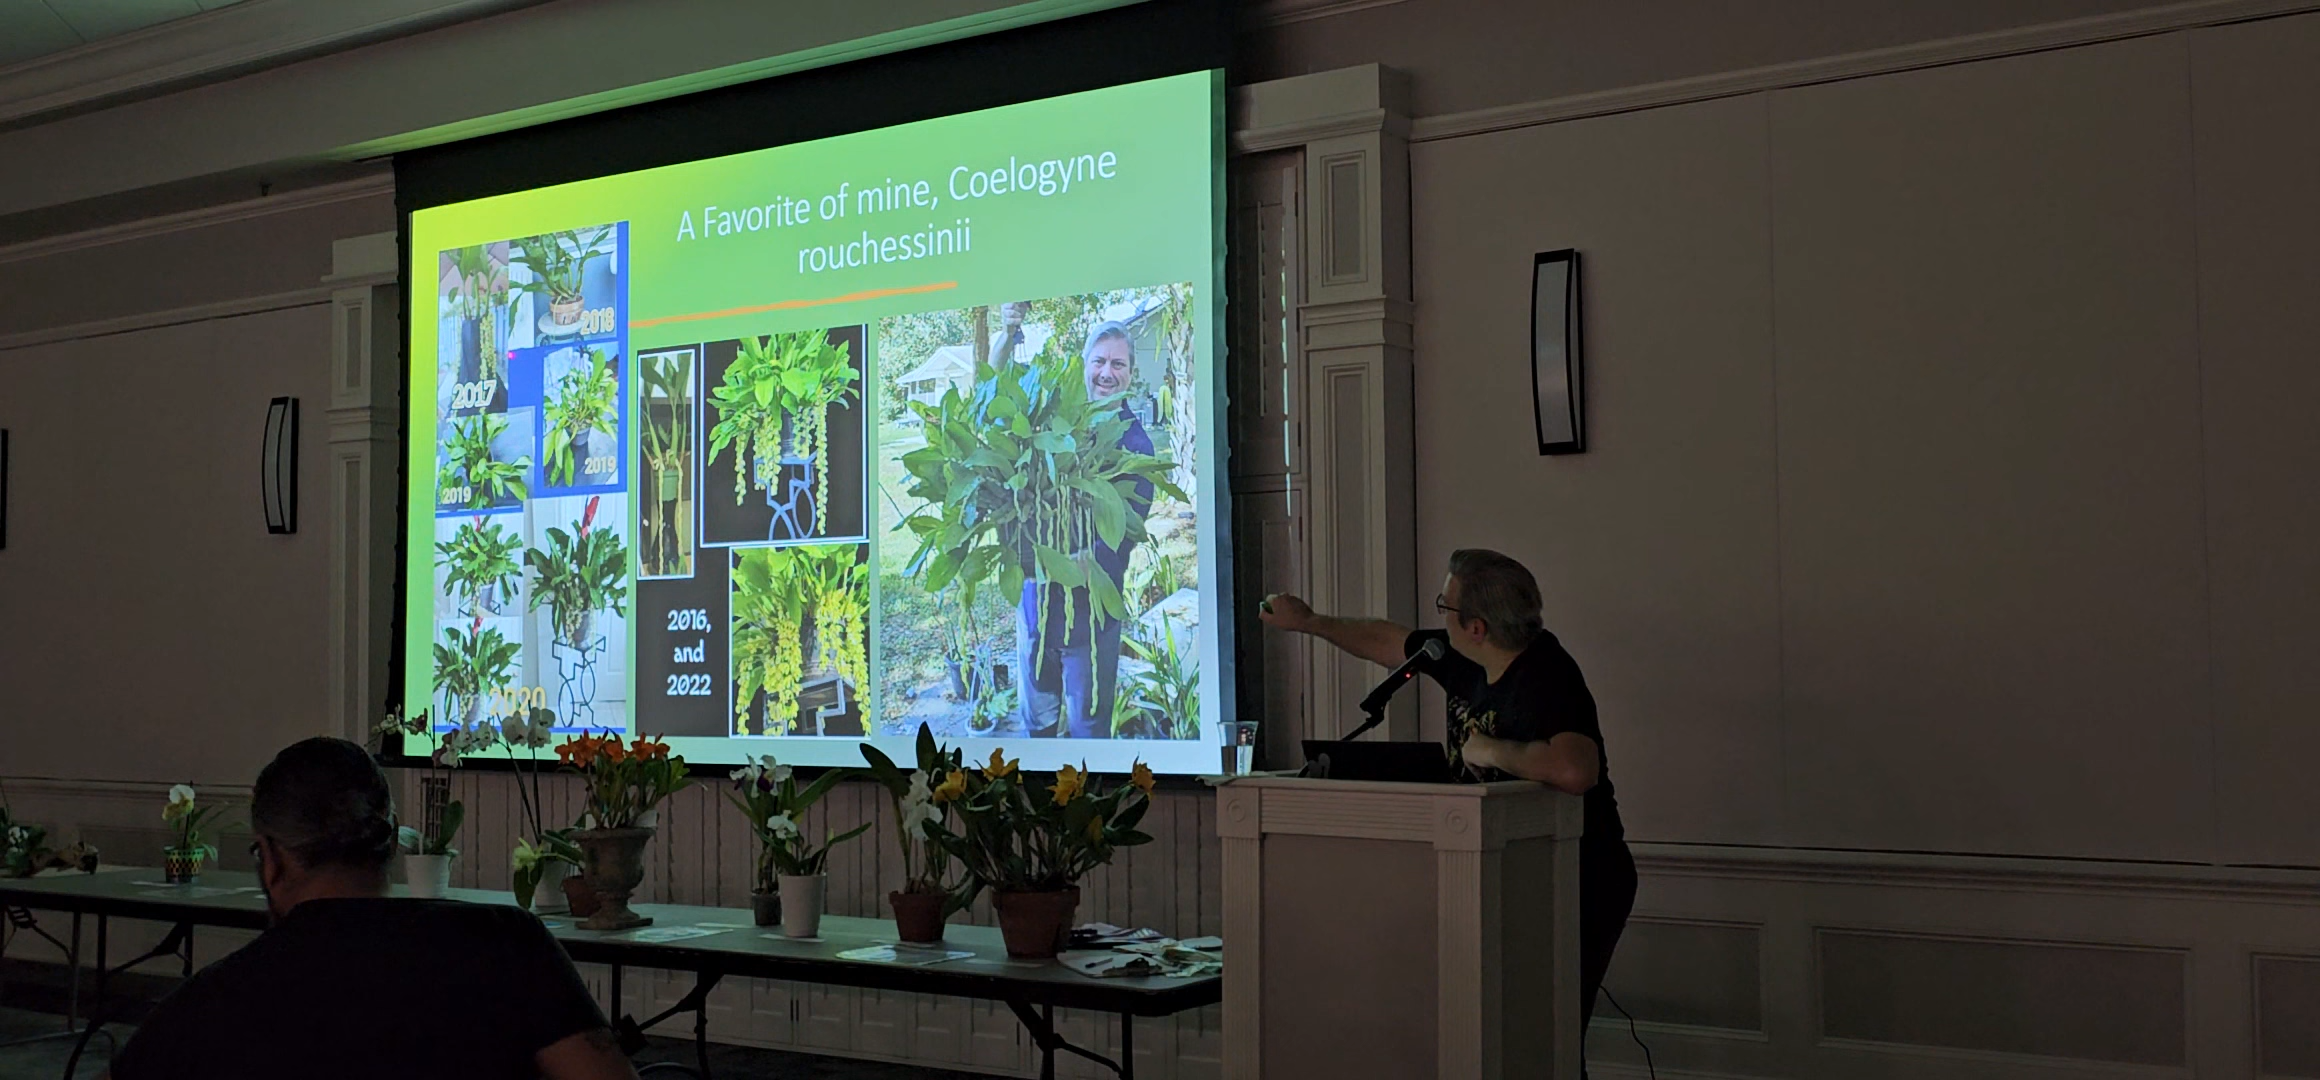 A Favorite of mine, Coelogyne
rouchessinii
2018
2017
2019
2019
2020
2016,
and
2022